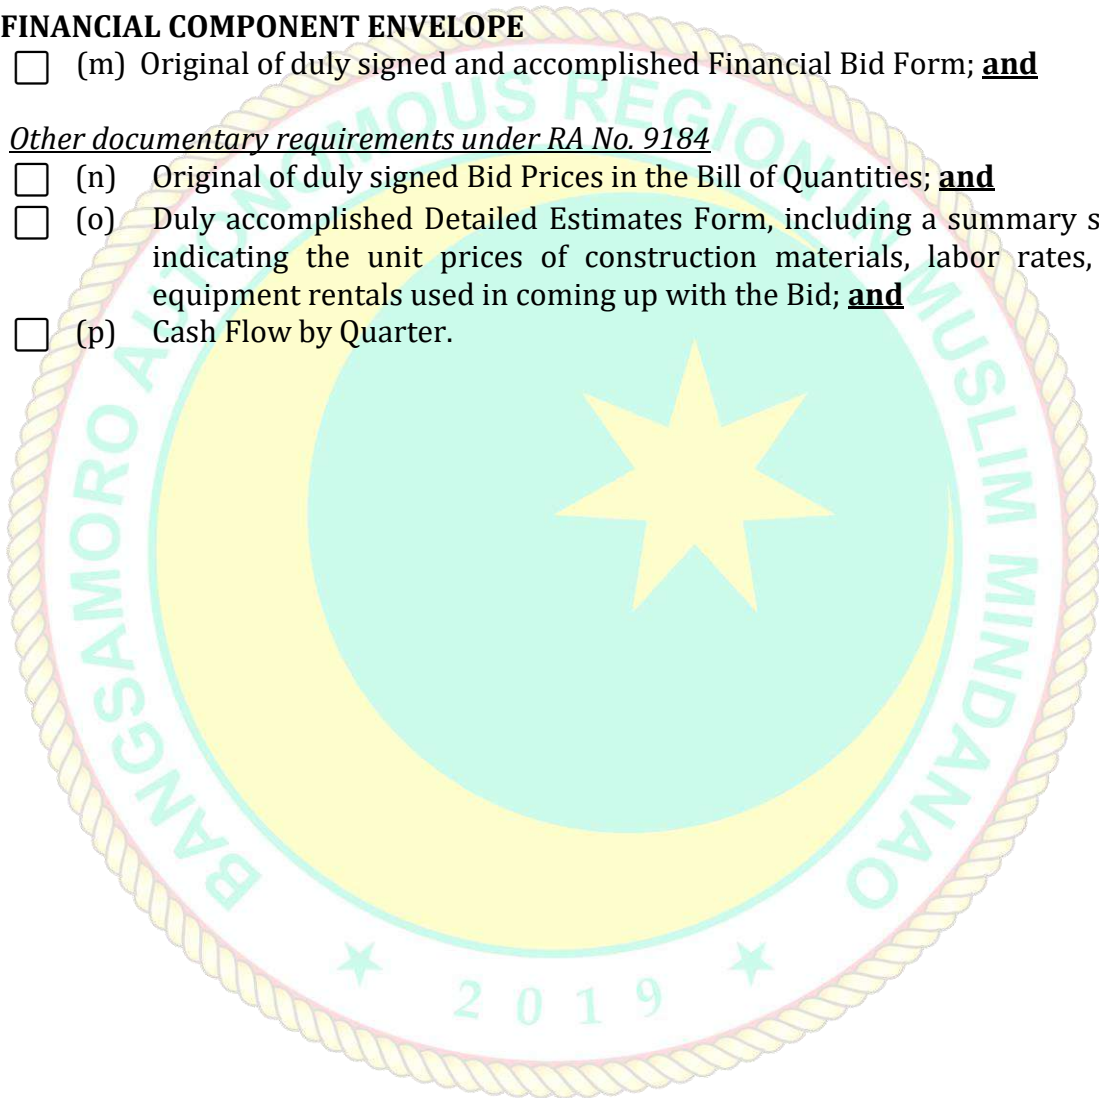 FINANCIAL COMPONENT ENVELOPE
(m) Original of duly signed and accomplished Financial Bid Form; and
Other documentary requirements under RA No. 9184
(n) Original of duly signed Bid Prices in the Bill of Quantities; and
(o) Duly accomplished Detailed Estimates Form, including a summary s
indicating the unit prices of construction materials, labor rates,
equipment rentals used in coming up with the Bid; and
(p) Cash Flow by Quarter.
BANGSAMORO AUTONOMOUS REGION IN MUSLIM MINDANAO
2019